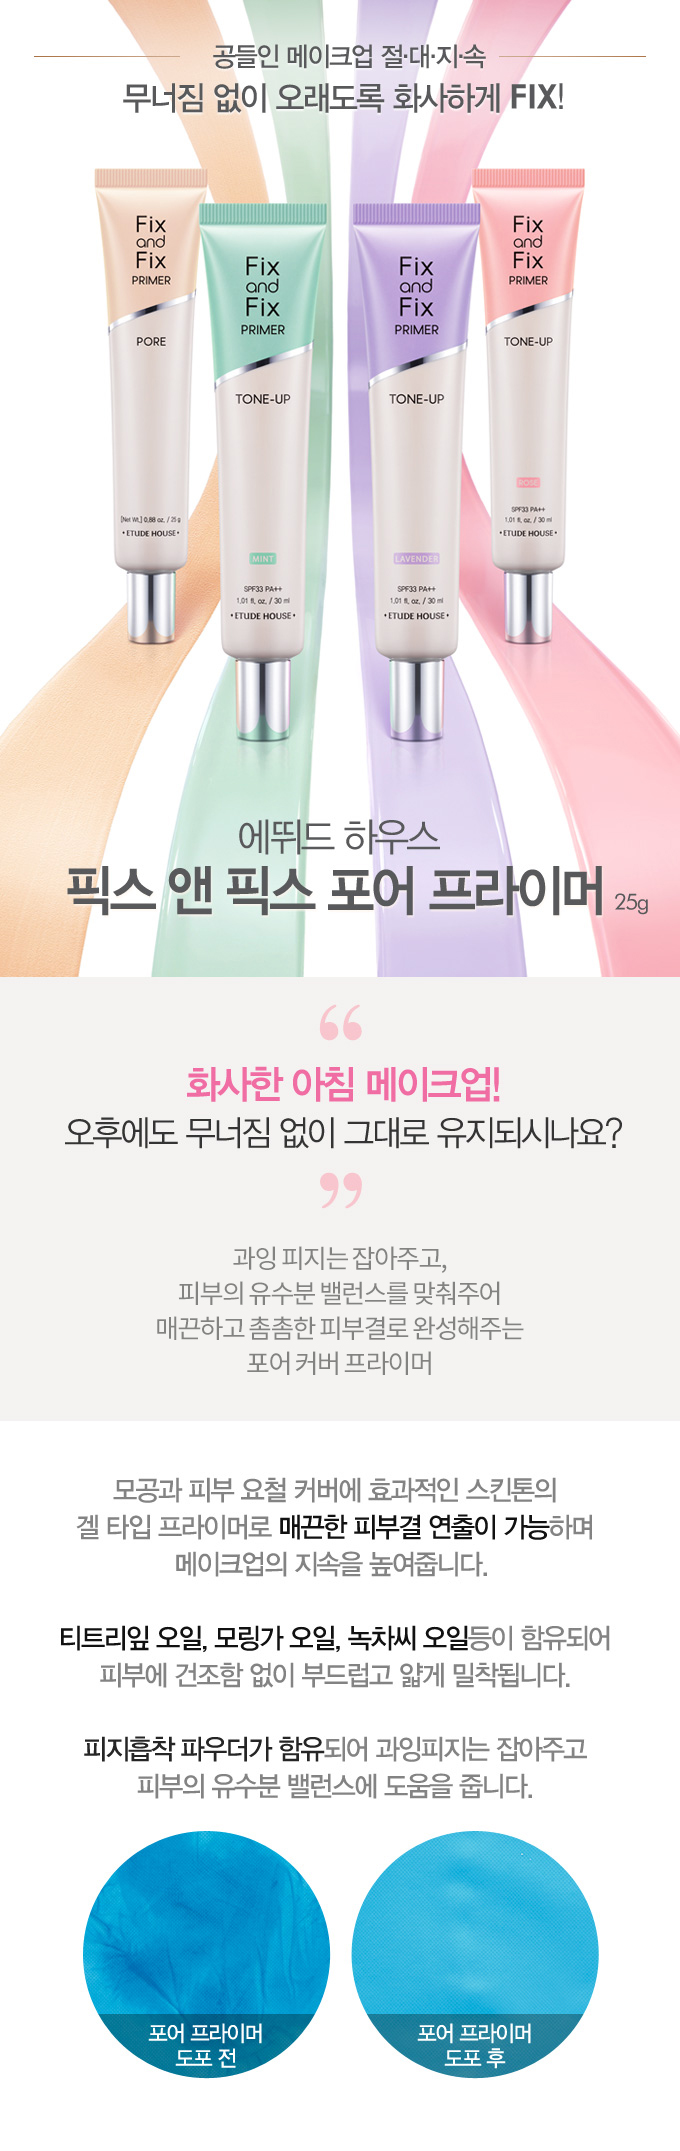 공들인 메이크업 절·대·지·속
무너짐 없이 오래도록 화사하게 FIX!
Fix
and
Fix
PRIMER
PORE
[Net Wt.] 0.88 oz. / 25 g
•ETUDE HOUSE•
Fix
and
Fix
PRIMER
TONE-UP
MINT
SPF33 PA++
1.01 fl. oz. / 30 ml
•ETUDE HOUSE•
Fix
and
Fix
PRIMER
TONE-UP
LAVENDER
SPF33 PA++
1.01 fl. oz. / 30 ml
•ETUDE HOUSE•
Fix
and
Fix
PRIMER
TONE-UP
ROSE
SPF33 PA++
1.01 fl. oz. / 30 ml
•ETUDE HOUSE•
에뛰드 하우스
픽스 앤 픽스 포어 프라이머 25g
“
화사한 아침 메이크업!
오후에도 무너짐 없이 그대로 유지되시나요?
”
과잉 피지는 잡아주고,
피부의 유수분 밸런스를 맞춰주어
매끈하고 촘촘한 피부결로 완성해주는
포어 커버 프라이머
모공과 피부 요철 커버에 효과적인 스킨톤의
겔 타입 프라이머로 매끈한 피부결 연출이 가능하며
메이크업의 지속을 높여줍니다.
티트리잎 오일, 모링가 오일, 녹차씨 오일등이 함유되어
피부에 건조함 없이 부드럽고 얇게 밀착됩니다.
피지흡착 파우더가 함유되어 과잉피지는 잡아주고
피부의 유수분 밸런스에 도움을 줍니다.
포어 프라이머
도포 전
포어 프라이머
도포 후